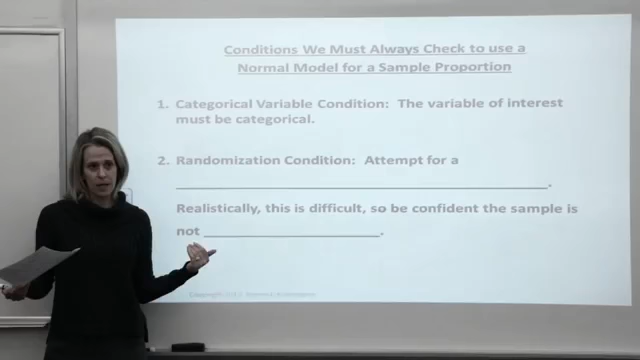 Conditions We Must Always Check to use a
Normal Model for a Sample Proportion
1. Categorical Variable Condition: The variable of interest
must be categorical.
2. Randomization Condition: Attempt for a
____________________.
Realistically, this is difficult, so be confident the sample is
not ____________________.